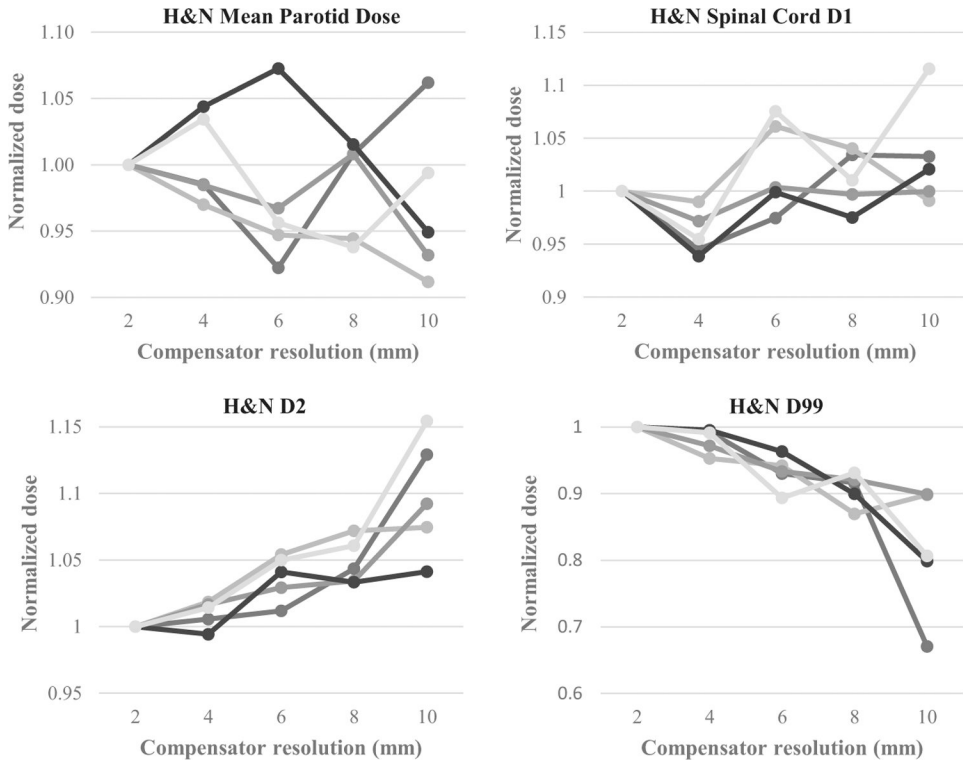 H&N Mean Parotid Dose
1.10
1.05
1.00
0.95
0.90
Normalized dose
2 4 6 8 10
Compensator resolution (mm)
H&N Spinal Cord D1
1.15
1.1
1.05
1
0.95
0.9
Normalized dose
2 4 6 8 10
Compensator resolution (mm)
H&N D2
1.15
1.1
1.05
1
0.95
Normalized dose
2 4 6 8 10
Compensator resolution (mm)
H&N D99
1
0.9
0.8
0.7
0.6
Normalized dose
2 4 6 8 10
Compensator resolution (mm)